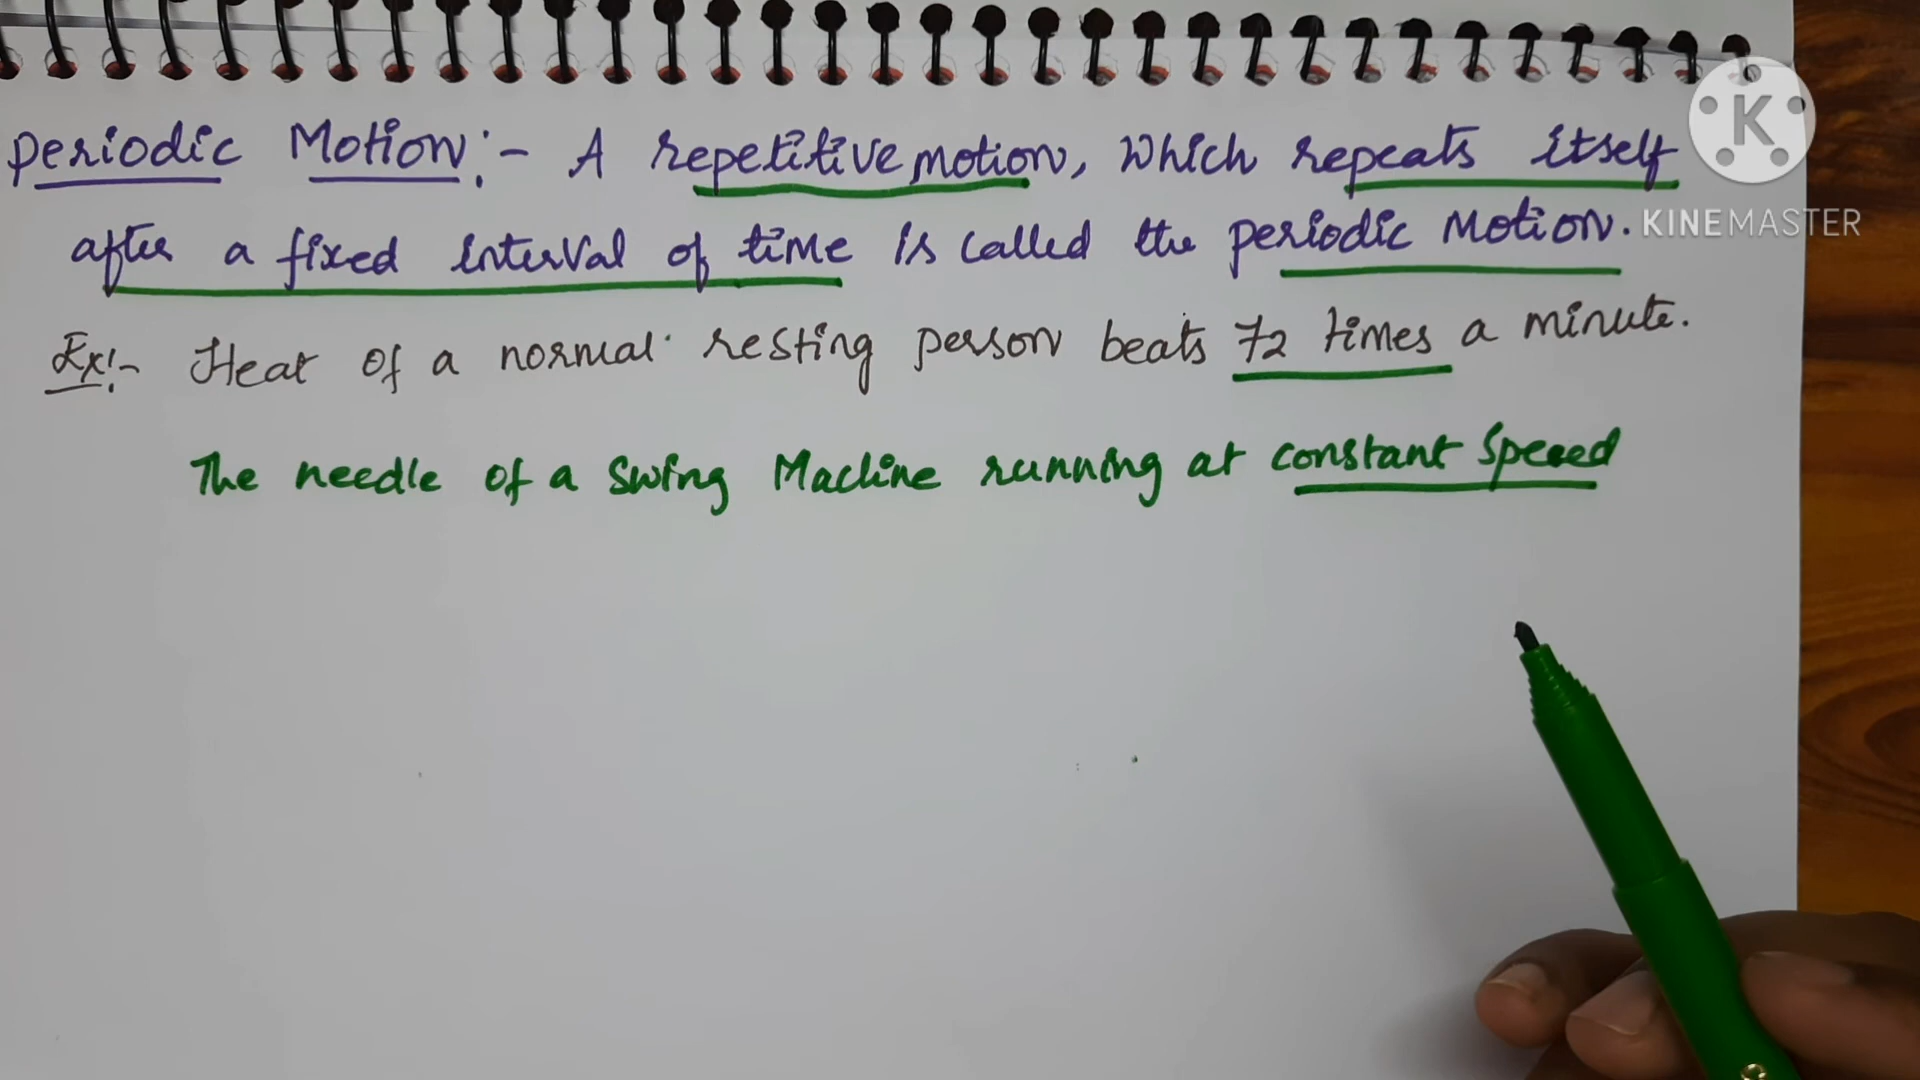 Periodic Motion:- A repetitive motion, which repeats itself
after a fixed interval of time is called the periodic Motion.
Ex:- Heat of a normal resting person beats 72 times a minute.
The needle of a Swing Machine running at constant Speeed
K
KINEMASTER